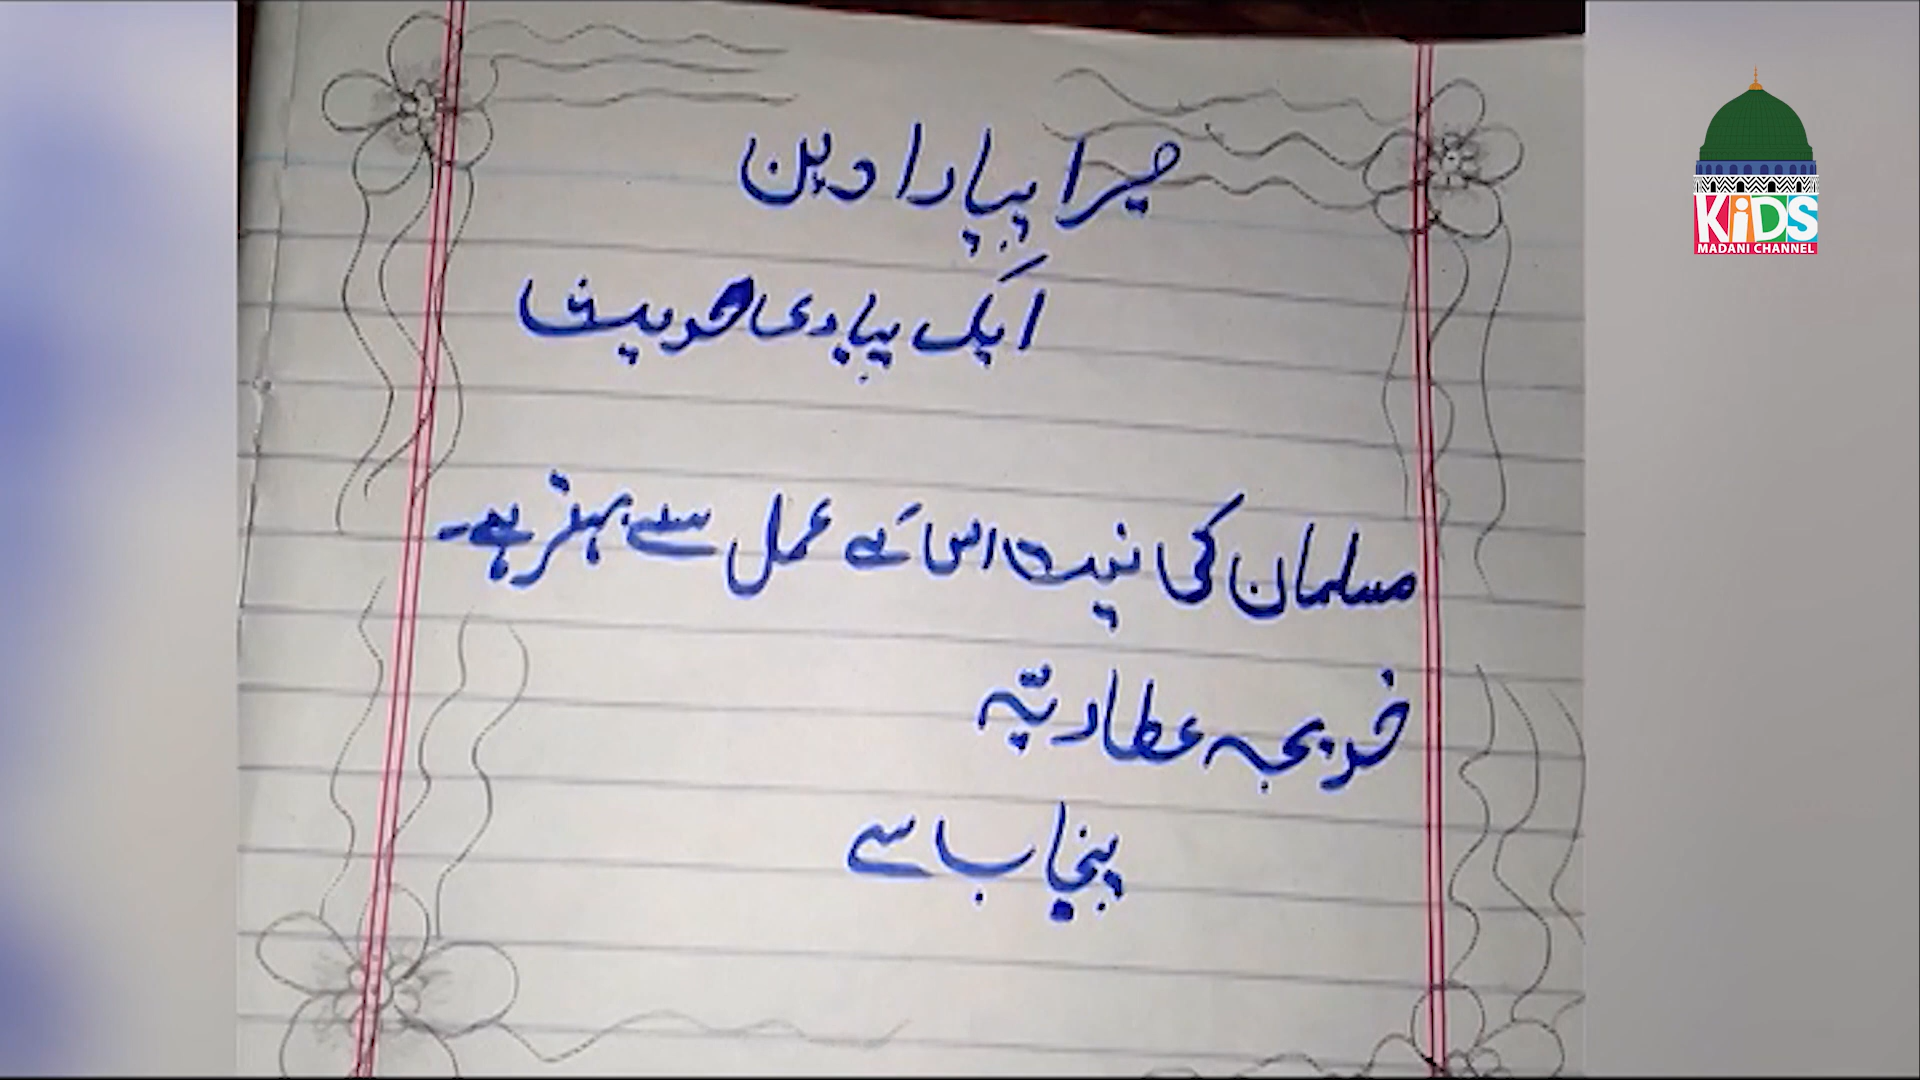 میرا پیارا دین
ایک پیاری حدیث
مسلمان کی نیت اس کے عمل سے بہتر ہے۔
خدیجہ عطاریّہ
پنجاب سے
KiDS
MADANI CHANNEL